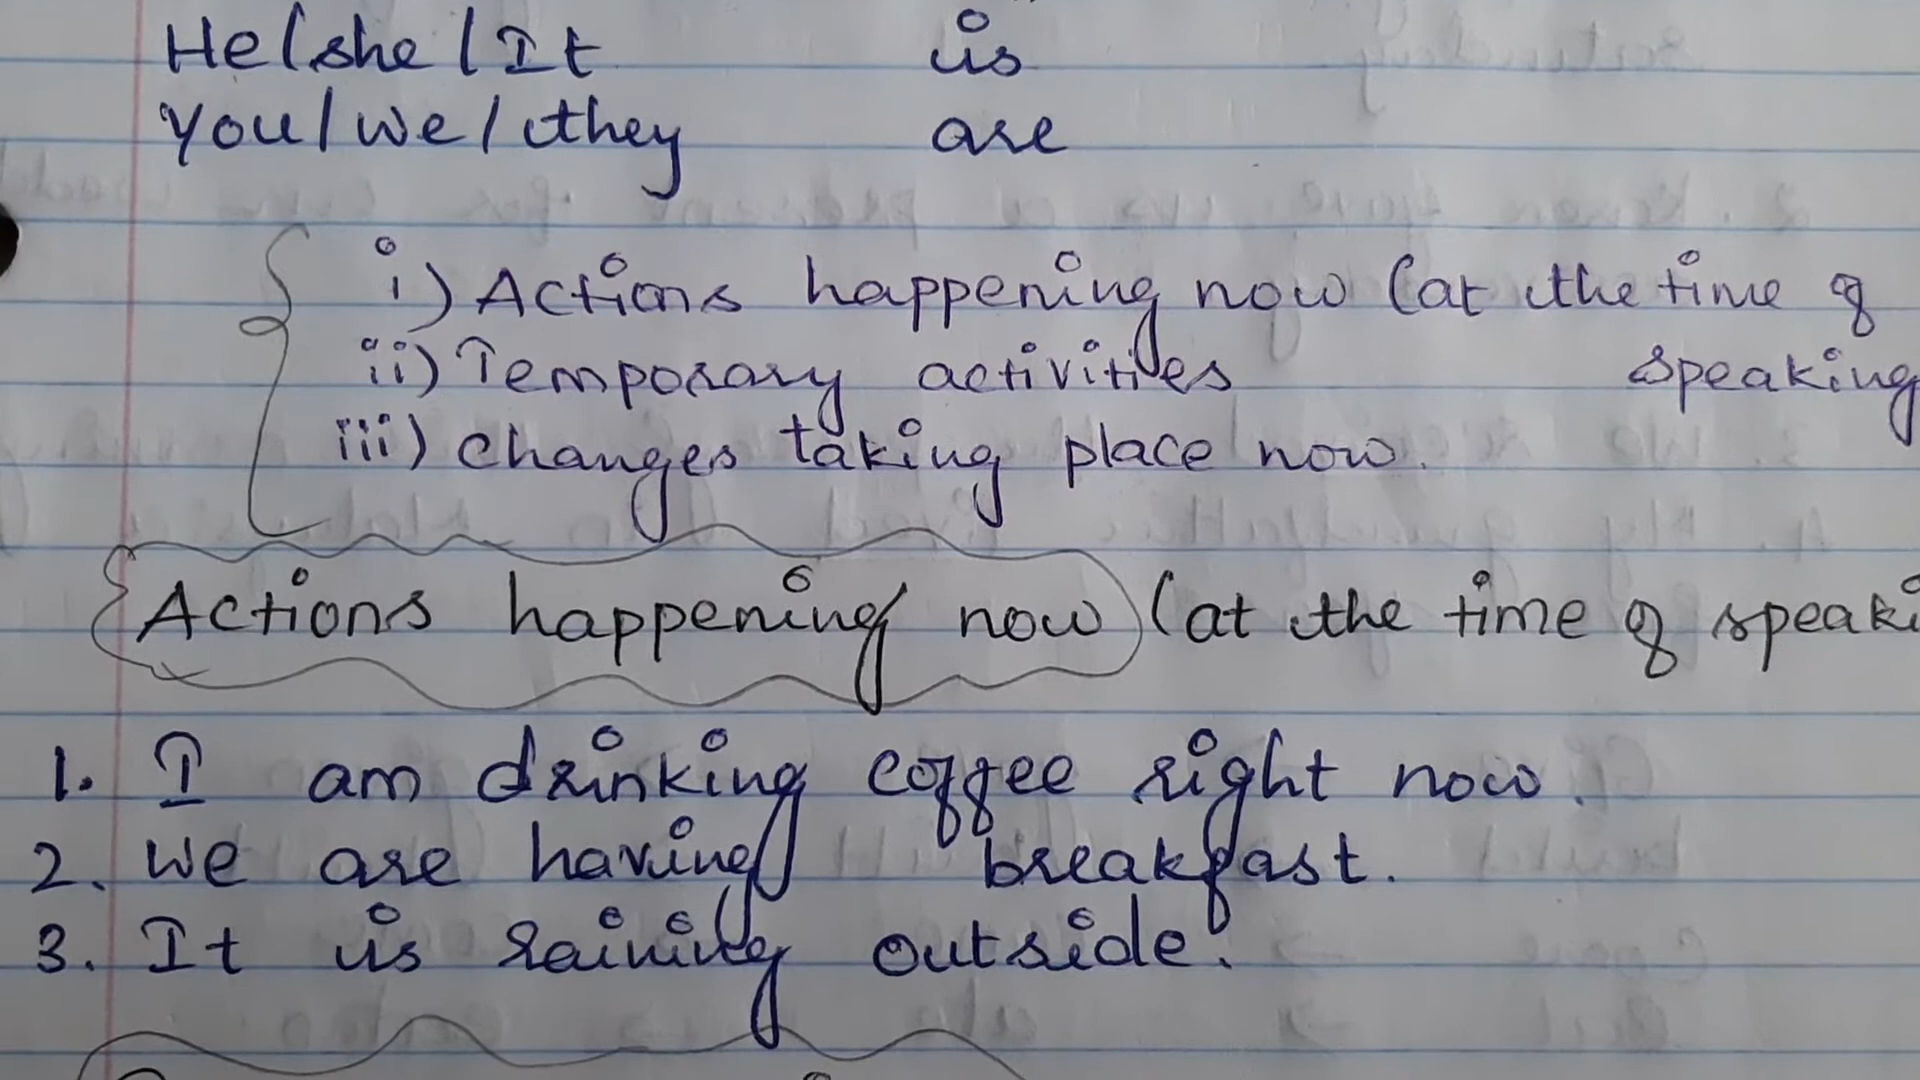 He/she/It is
You/we/they are
i) Actions happening now (at the time of
speaking
ii) Temporary activities
iii) changes taking place now.
Actions happening now (at the time of speaki
1. I am drinking coffee right now.
2. We are having breakfast.
3. It is raining outside.